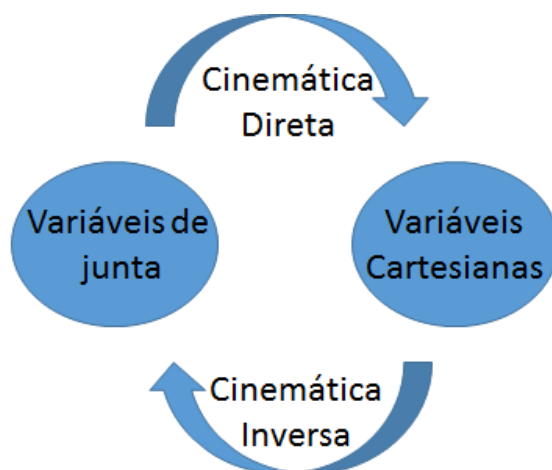 Cinemática
Direta
Variáveis de
junta
Variáveis
Cartesianas
Cinemática
Inversa